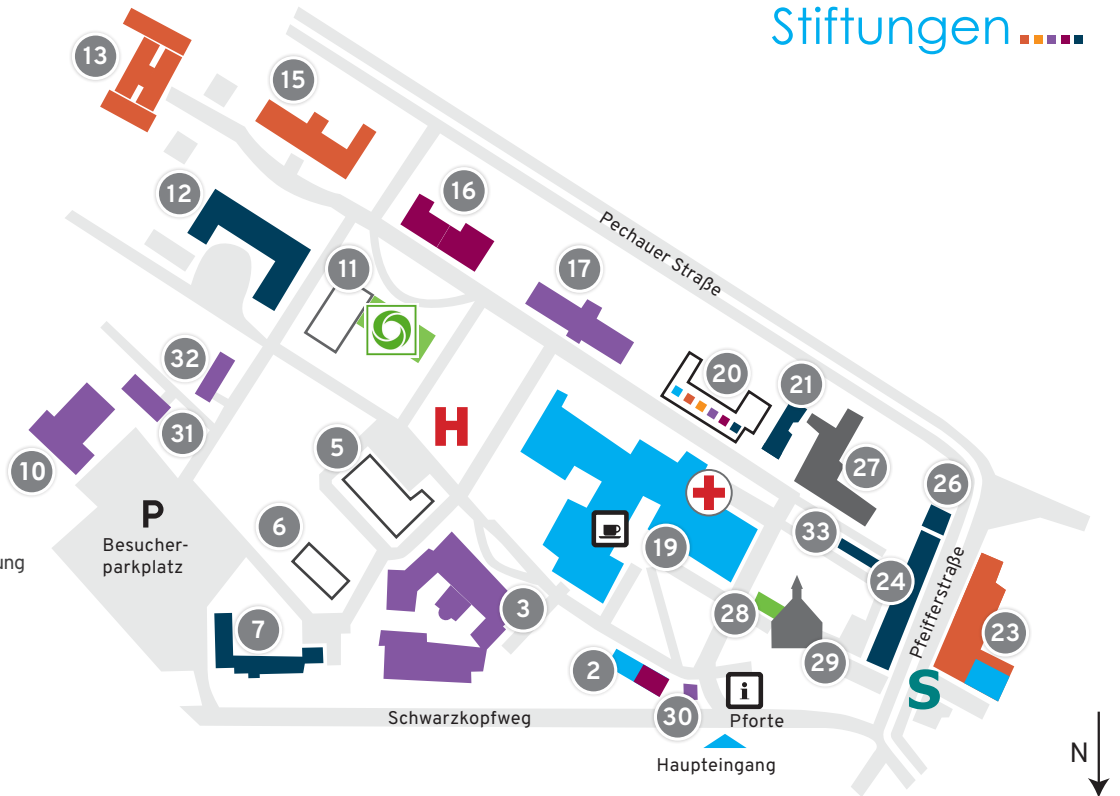 Stiftungen
13
15
12
16
Pechauer Straße
11
17
32
20
21
31
10
5
H
27
P
Besucher-
parkplatz
6
26
33
19
24
ung
3
28
Pfeifferstraße
7
23
29
2
S
i
30
Schwarzkopfweg
Pforte
Haupteingang
N